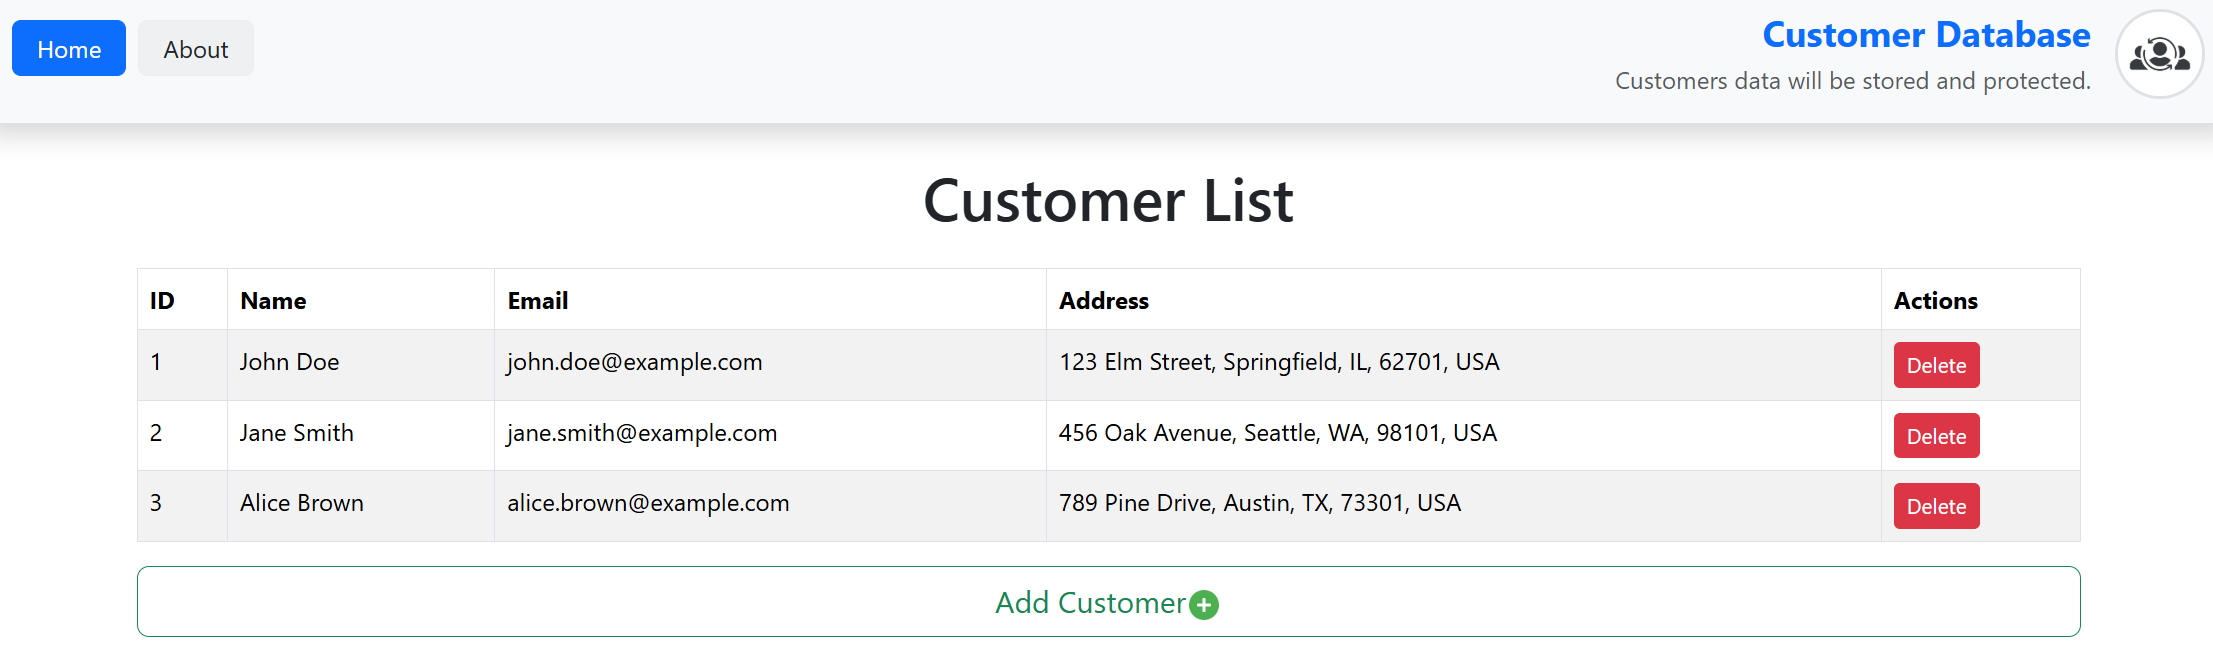 Home About
Customer Database
Customers data will be stored and protected.
Customer List
ID Name Email Address Actions
1 John Doe john.doe@example.com 123 Elm Street, Springfield, IL, 62701, USA Delete
2 Jane Smith jane.smith@example.com 456 Oak Avenue, Seattle, WA, 98101, USA Delete
3 Alice Brown alice.brown@example.com 789 Pine Drive, Austin, TX, 73301, USA Delete
Add Customer